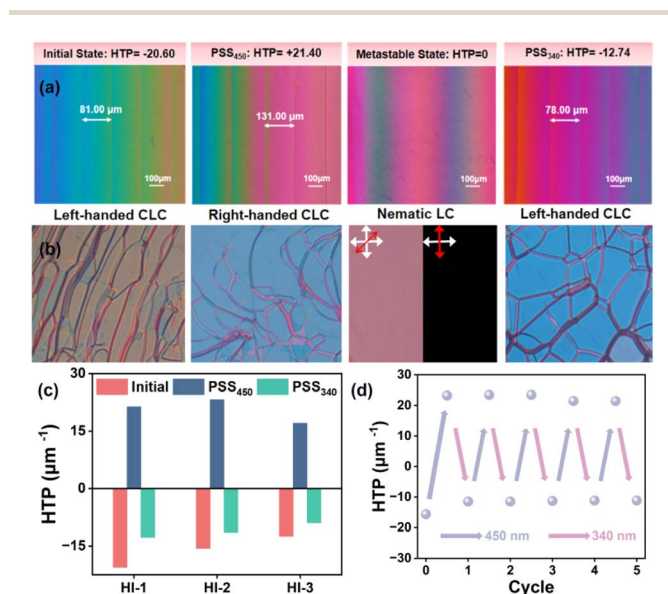 Initial State: HTP= -20.60
PSS₄₅₀: HTP= +21.40
Metastable State: HTP=0
PSS₃₄₀: HTP= -12.74
(a)
81.00 μm
131.00 μm
78.00 μm
100μm
100μm
100μm
100μm
Left-handed CLC
Right-handed CLC
Nematic LC
Left-handed CLC
(b)
(c)
30
15
0
−15
HTP (μm ⁻¹)
Initial
PSS₄₅₀
PSS₃₄₀
HI-1
HI-2
HI-3
(d)
30
20
10
0
−10
−20
−30
HTP (μm ⁻¹)
450 nm
340 nm
0
1
2
3
4
5
Cycle